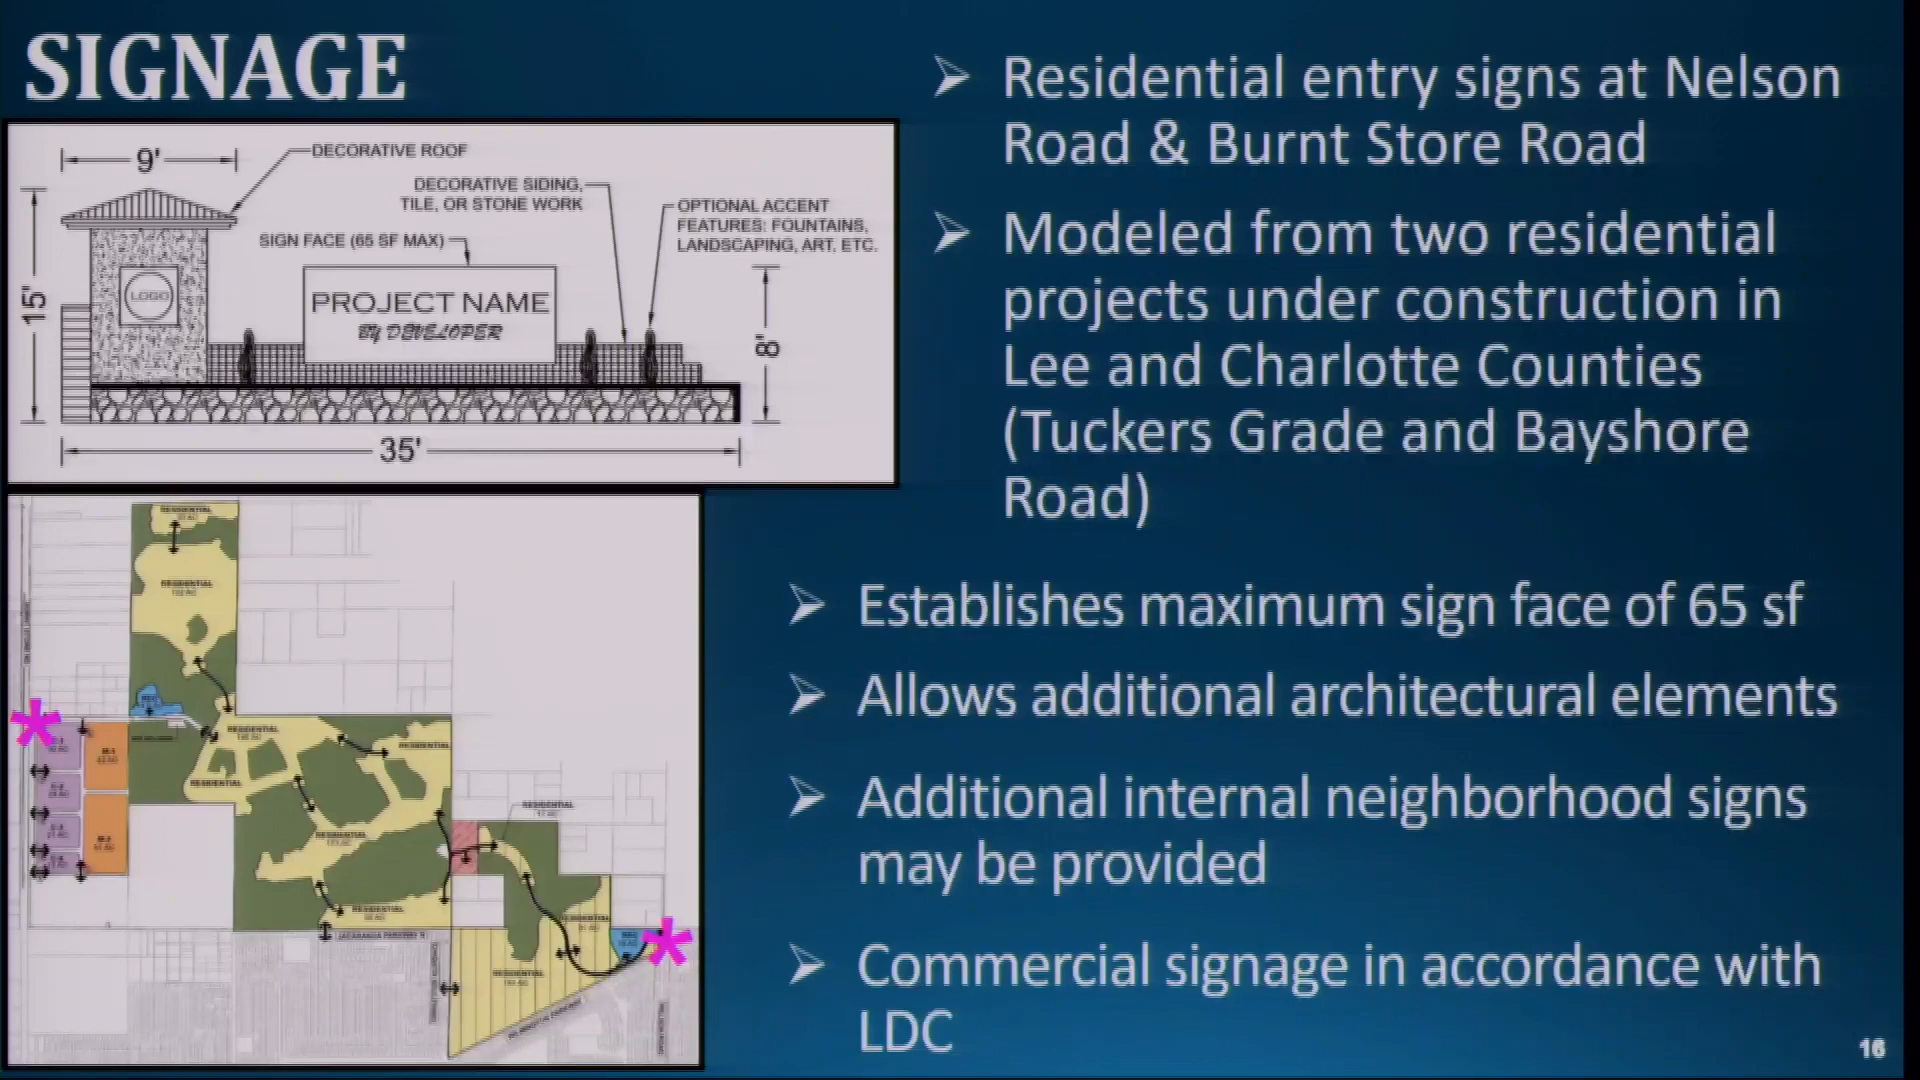 SIGNAGE
9'
DECORATIVE ROOF
DECORATIVE SIDING,
TILE, OR STONE WORK
OPTIONAL ACCENT
FEATURES: FOUNTAINS,
LANDSCAPING, ART, ETC.
SIGN FACE (65 SF MAX)
15'
LOGO
PROJECT NAME
By DEVELOPER
8'
35'
RESIDENTIAL
RESIDENTIAL
RESIDENTIAL
RESIDENTIAL
RESIDENTIAL
RESIDENTIAL
RESIDENTIAL
RESIDENTIAL
RESIDENTIAL
RESIDENTIAL
Residential entry signs at Nelson
Road & Burnt Store Road
Modeled from two residential
projects under construction in
Lee and Charlotte Counties
(Tuckers Grade and Bayshore
Road)
Establishes maximum sign face of 65 sf
Allows additional architectural elements
Additional internal neighborhood signs
may be provided
Commercial signage in accordance with
LDC
16